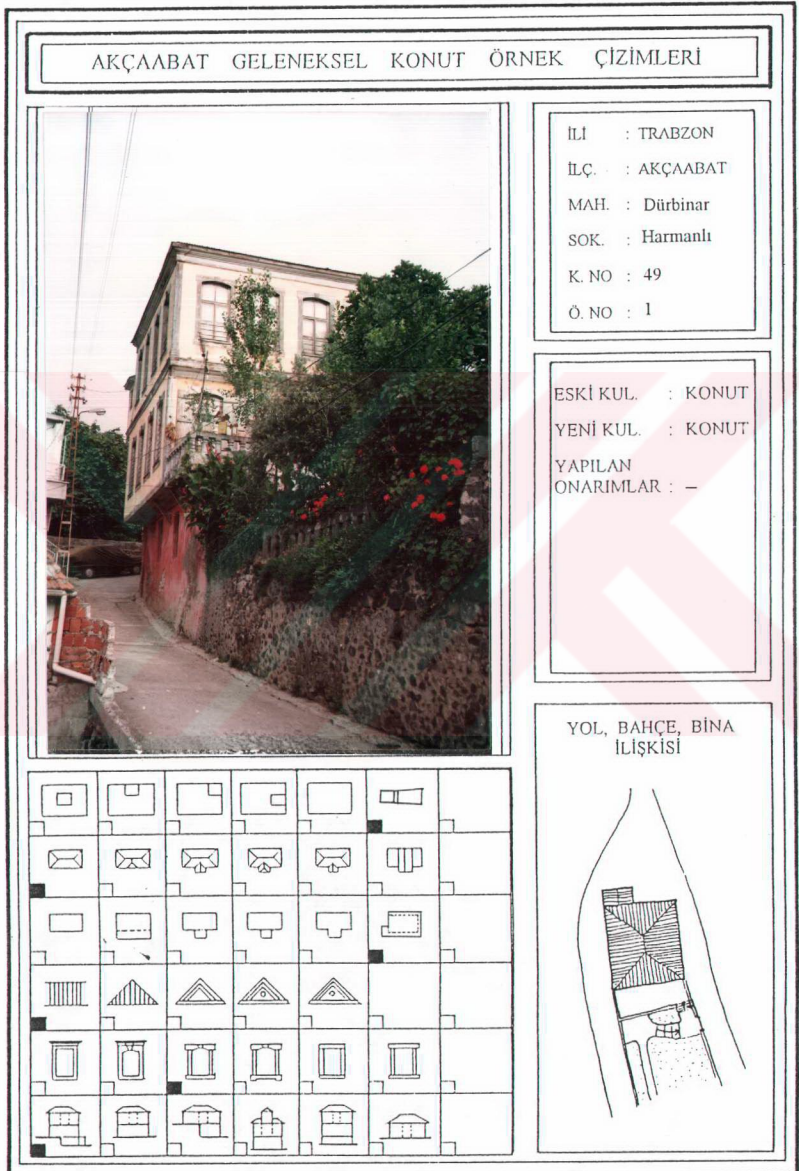 AKÇAABAT GELENEKSEL KONUT ÖRNEK ÇİZİMLERİ
İLİ : TRABZON
İLÇ. : AKÇAABAT
MAH. : Dürbinar
SOK. : Harmanlı
K. NO : 49
Ö. NO : 1
ESKİ KUL. : KONUT
YENİ KUL. : KONUT
YAPILAN
ONARIMLAR : –
YOL, BAHÇE, BİNA
İLİŞKİSİ